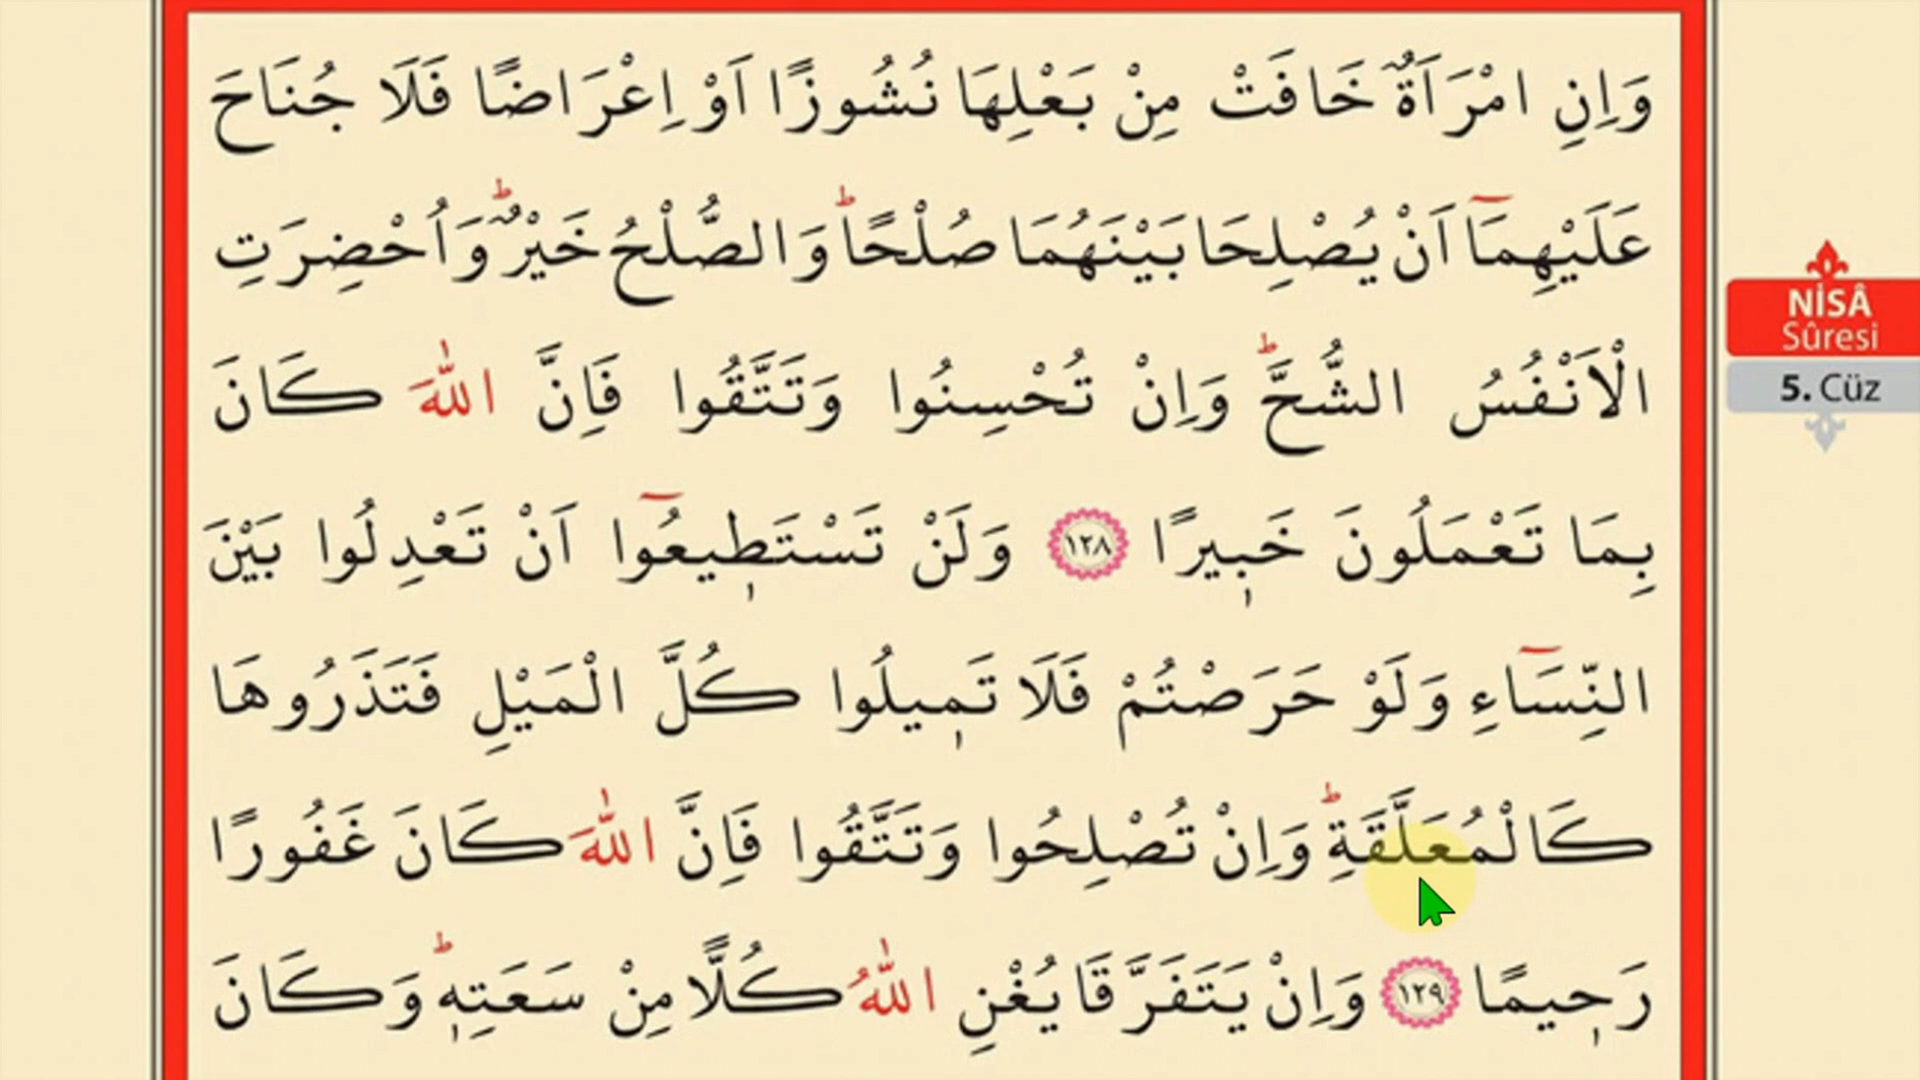 وَاِنِ امْرَاَةٌ خَافَتْ مِنْ بَعْلِهَا نُشُوزًا اَوْ اِعْرَاضًا فَلَا جُنَاحَ
عَلَيْهِمَٓا اَنْ يُصْلِحَا بَيْنَهُمَا صُلْحًاۜ وَالصُّلْحُ خَيْرٌۜ وَاُحْضِرَتِ
الْاَنْفُسُ الشُّحَّۜ وَاِنْ تُحْسِنُوا وَتَتَّقُوا فَاِنَّ اللّٰهَ كَانَ
بِمَا تَعْمَلُونَ خَب۪يرًا ١٢٨ وَلَنْ تَسْتَط۪يعُٓوا اَنْ تَعْدِلُوا بَيْنَ
النِّسَٓاءِ وَلَوْ حَرَصْتُمْ فَلَا تَم۪يلُوا كُلَّ الْمَيْلِ فَتَذَرُوهَا
كَالْمُعَلَّقَةِۜ وَاِنْ تُصْلِحُوا وَتَتَّقُوا فَاِنَّ اللّٰهَ كَانَ غَفُورًا
رَح۪يمًا ١٢٩ وَاِنْ يَتَفَرَّقَا يُغْنِ اللّٰهُ كُلًّا مِنْ سَعَتِه۪ۜ وَكَانَ
NİSÂ
Sûresi
5. Cüz